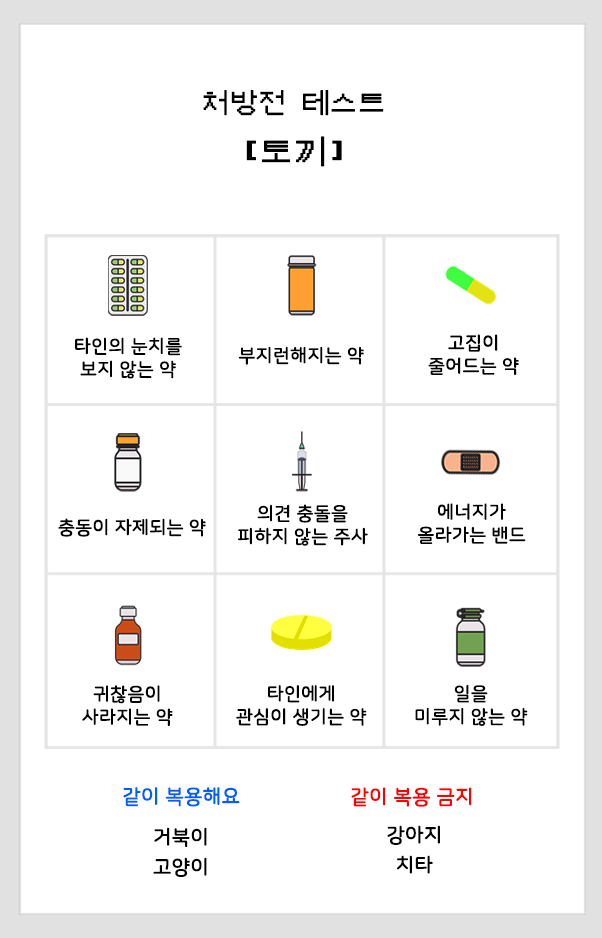 처방전 테스트
[토끼]
타인의 눈치를
보지 않는 약
부지런해지는 약
고집이
줄어드는 약
충동이 자제되는 약
의견 충돌을
피하지 않는 주사
에너지가
올라가는 밴드
귀찮음이
사라지는 약
타인에게
관심이 생기는 약
일을
미루지 않는 약
같이 복용해요
거북이
고양이
같이 복용 금지
강아지
치타